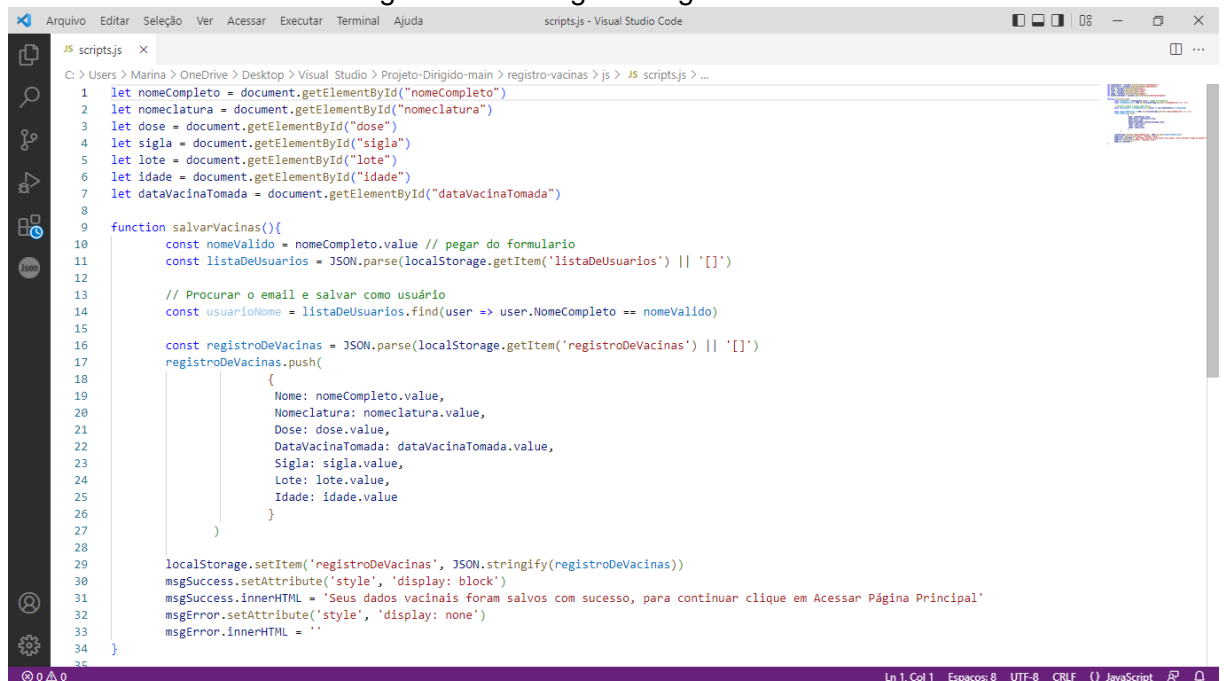 Arquivo Editar Seleção Ver Acessar Executar Terminal Ajuda scripts.js - Visual Studio Code
JS scripts.js ×
C: > Users > Marina > OneDrive > Desktop > Visual Studio > Projeto-Dirigido-main > registro-vacinas > js > JS scripts.js > ...
1 let nomeCompleto = document.getElementById("nomeCompleto")
2 let nomeclatura = document.getElementById("nomeclatura")
3 let dose = document.getElementById("dose")
4 let sigla = document.getElementById("sigla")
5 let lote = document.getElementById("lote")
6 let idade = document.getElementById("idade")
7 let dataVacinaTomada = document.getElementById("dataVacinaTomada")
8
9 function salvarVacinas(){
10 const nomeValido = nomeCompleto.value // pegar do formulario
11 const listaDeUsuarios = JSON.parse(localStorage.getItem('listaDeUsuarios') || '[]')
12
13 // Procurar o email e salvar como usuário
14 const usuarioNome = listaDeUsuarios.find(user => user.NomeCompleto == nomeValido)
15
16 const registroDeVacinas = JSON.parse(localStorage.getItem('registroDeVacinas') || '[]')
17 registroDeVacinas.push(
18 {
19 Nome: nomeCompleto.value,
20 Nomeclatura: nomeclatura.value,
21 Dose: dose.value,
22 DataVacinaTomada: dataVacinaTomada.value,
23 Sigla: sigla.value,
24 Lote: lote.value,
25 Idade: idade.value
26 }
27 )
28
29 localStorage.setItem('registroDeVacinas', JSON.stringify(registroDeVacinas))
30 msgSuccess.setAttribute('style', 'display: block')
31 msgSuccess.innerHTML = 'Seus dados vacinais foram salvos com sucesso, para continuar clique em Acessar Página Principal'
32 msgError.setAttribute('style', 'display: none')
33 msgError.innerHTML = ''
34 }
35
Json
0 0 Ln 1, Col 1 Espaços: 8 UTF-8 CRLF {} JavaScript